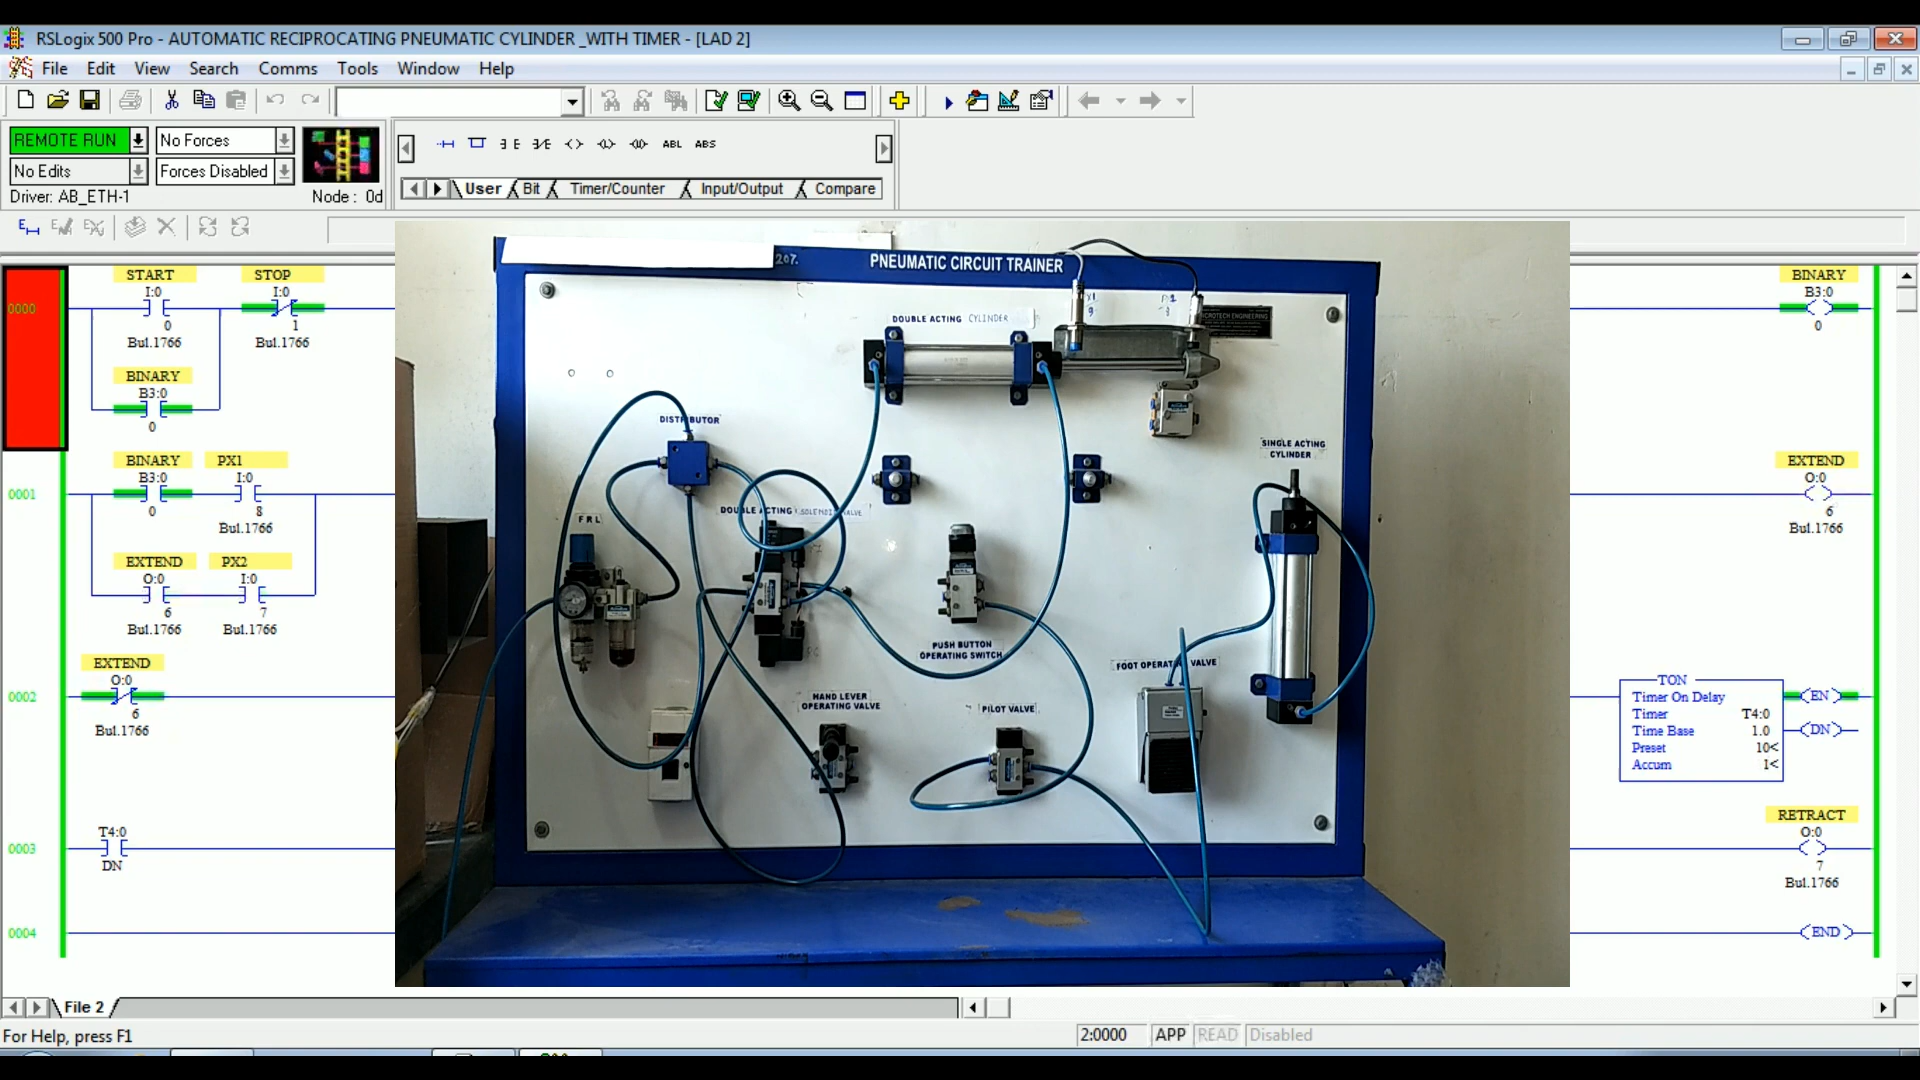 RSLogix 500 Pro - AUTOMATIC RECIPROCATING PNEUMATIC CYLINDER _WITH TIMER - [LAD 2]
File Edit View Search Comms Tools Window Help
REMOTE RUN No Forces
No Edits Forces Disabled
Driver: AB_ETH-1 Node : 0d
ABL ABS
User Bit Timer/Counter Input/Output Compare
207. PNEUMATIC CIRCUIT TRAINER
DOUBLE ACTING CYLINDER
DISTRIBUTOR
SINGLE ACTING
CYLINDER
F R L
DOUBLE ACTING SOLENOID VALVE
PUSH BUTTON
OPERATING SWITCH
FOOT OPERATING VALVE
HAND LEVER
OPERATING VALVE
PILOT VALVE
0000
START STOP
I:0 I:0
0 1
Bul.1766 Bul.1766
BINARY
B3:0
0
BINARY
B3:0
0
0001
BINARY PX1
B3:0 I:0
0 8
Bul.1766
EXTEND PX2
O:0 I:0
6 7
Bul.1766 Bul.1766
EXTEND
O:0
6
Bul.1766
0002
EXTEND
O:0
6
Bul.1766
TON
Timer On Delay
Timer T4:0
Time Base 1.0
Preset 10<
Accum 1<
EN
DN
0003
T4:0
DN
RETRACT
O:0
7
Bul.1766
0004
END
File 2
For Help, press F1
2:0000 APP READ Disabled